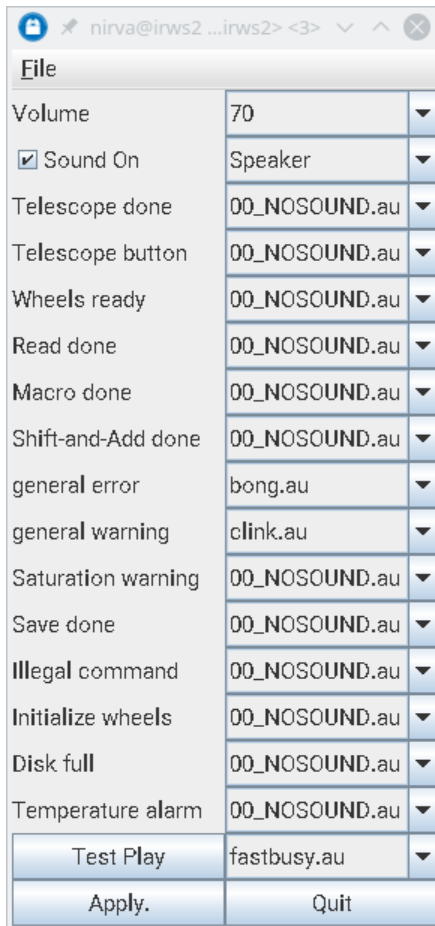 nirva@irws2 ...irws2> <3>
File
Volume 70
Sound On Speaker
Telescope done 00_NOSOUND.au
Telescope button 00_NOSOUND.au
Wheels ready 00_NOSOUND.au
Read done 00_NOSOUND.au
Macro done 00_NOSOUND.au
Shift-and-Add done 00_NOSOUND.au
general error bong.au
general warning clink.au
Saturation warning 00_NOSOUND.au
Save done 00_NOSOUND.au
Illegal command 00_NOSOUND.au
Initialize wheels 00_NOSOUND.au
Disk full 00_NOSOUND.au
Temperature alarm 00_NOSOUND.au
Test Play fastbusy.au
Apply. Quit